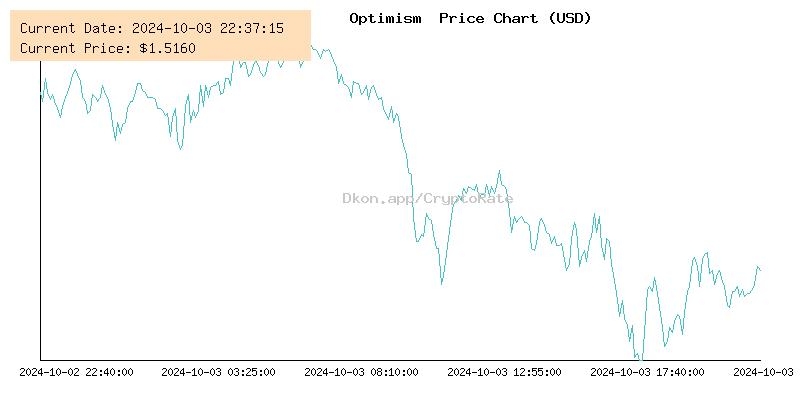 Optimism  Price Chart (USD)
Current Date: 2024-10-03 22:37:15
Current Price: $1.5160
Dkon.app/CryptoRate
2024-10-02 22:40:00 2024-10-03 03:25:00 2024-10-03 08:10:00 2024-10-03 12:55:00 2024-10-03 17:40:00 2024-10-03